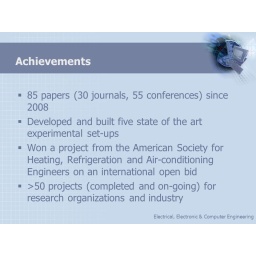 Achievements
▪ 85 papers (30 journals, 55 conferences) since
2008
▪ Developed and built five state of the art
experimental set-ups
▪ Won a project from the American Society for
Heating, Refrigeration and Air-conditioning
Engineers on an international open bid
▪ >50 projects (completed and on-going) for
research organizations and industry
Electrical, Electronic & Computer Engineering